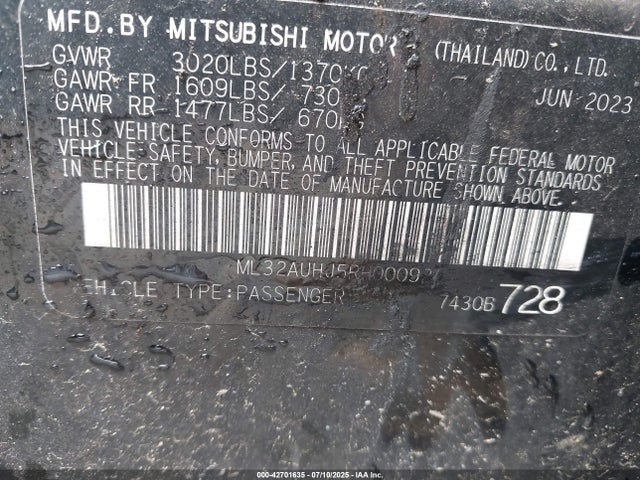 MFD. BY MITSUBISHI MOTOR (THAILAND) CO., LTD.
GVWR 3020LBS/1370KG JUN 2023
GAWR FR 1609LBS/ 730
GAWR RR 1477LBS/ 670
THIS VEHICLE CONFORMS TO ALL APPLICABLE FEDERAL MOTOR
VEHICLE-SAFETY, BUMPER, AND THEFT PREVENTION STANDARDS
IN EFFECT ON THE DATE OF MANUFACTURE SHOWN ABOVE.
VEHICLE TYPE:PASSENGER 7430B 728
000-42701635 - 07/10/2025 - IAA Inc.